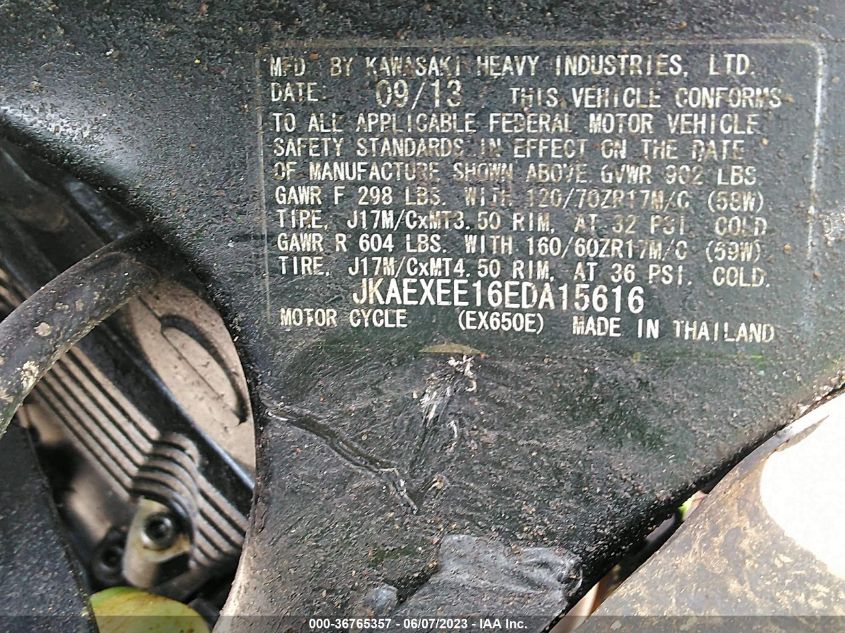 MFD. BY KAWASAKI HEAVY INDUSTRIES, LTD.
DATE: 09/13 THIS VEHICLE CONFORMS
TO ALL APPLICABLE FEDERAL MOTOR VEHICLE
SAFETY STANDARDS IN EFFECT ON THE DATE
OF MANUFACTURE SHOWN ABOVE GVWR 902 LBS.
GAWR F 298 LBS. WITH 120/70ZR17M/C (58W)
TIRE, J17M/CxMT3.50 RIM, AT 32 PSI. COLD
GAWR R 604 LBS. WITH 160/60ZR17M/C (69W)
TIRE, J17M/CxMT4.50 RIM, AT 36 PSI. COLD.
JKAEXEE16EDA15616
MOTOR CYCLE (EX650E) MADE IN THAILAND
000-36765357 - 06/07/2023 - IAA Inc.